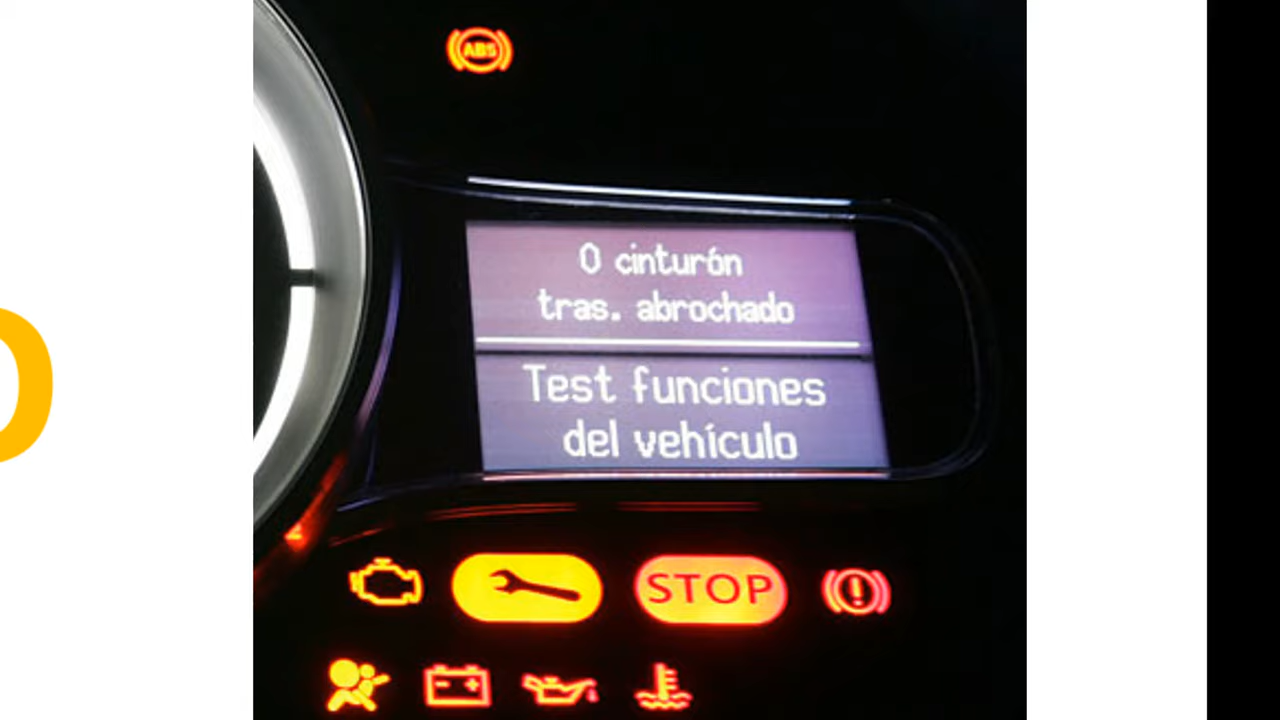 ABS
0 cinturón
tras. abrochado
Test funciones
del vehículo
STOP